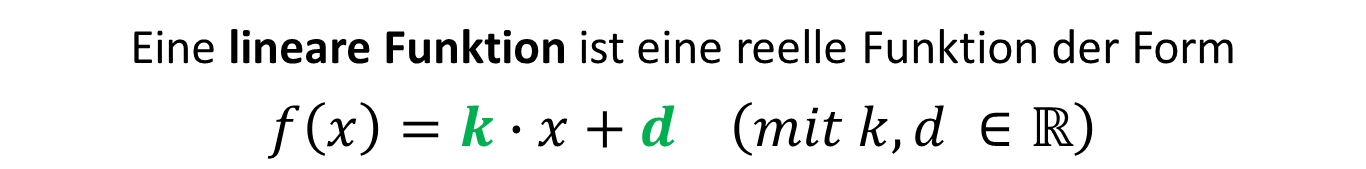 Eine lineare Funktion ist eine reelle Funktion der Form
f(x) = k · x + d (mit k, d ∈ ℝ)